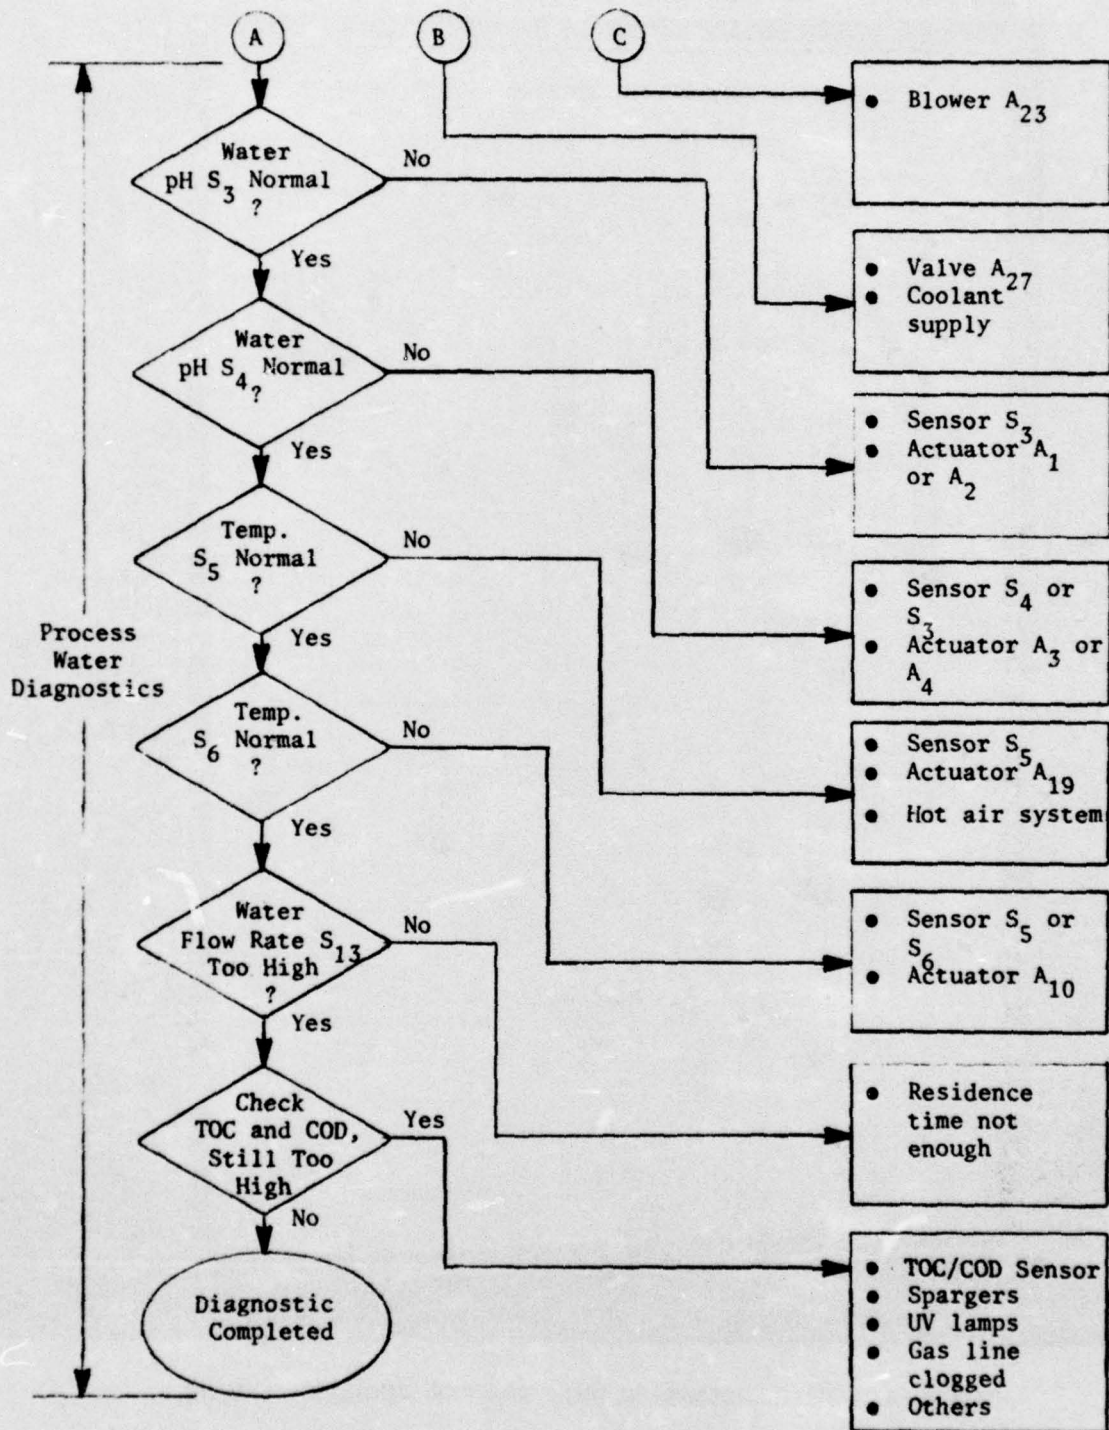 A
B
C
Water
pH S₃ Normal
?
No
Yes
Water
pH S₄ Normal
?
No
Yes
Temp.
S₅ Normal
?
No
Yes
Temp.
S₆ Normal
?
No
Yes
Water
Flow Rate S₁₃
Too High
?
No
Yes
Check
TOC and COD,
Still Too
High
Yes
No
Diagnostic
Completed
Process
Water
Diagnostics
• Blower A₂₃
• Valve A₂₇
• Coolant
supply
• Sensor S₃
• Actuator A₁
or A₂
• Sensor S₄ or
S₃
• Actuator A₃ or
A₄
• Sensor S₅
• Actuator A₁₉
• Hot air system
• Sensor S₅ or
S₆
• Actuator A₁₀
• Residence
time not
enough
• TOC/COD Sensor
• Spargers
• UV lamps
• Gas line
clogged
• Others